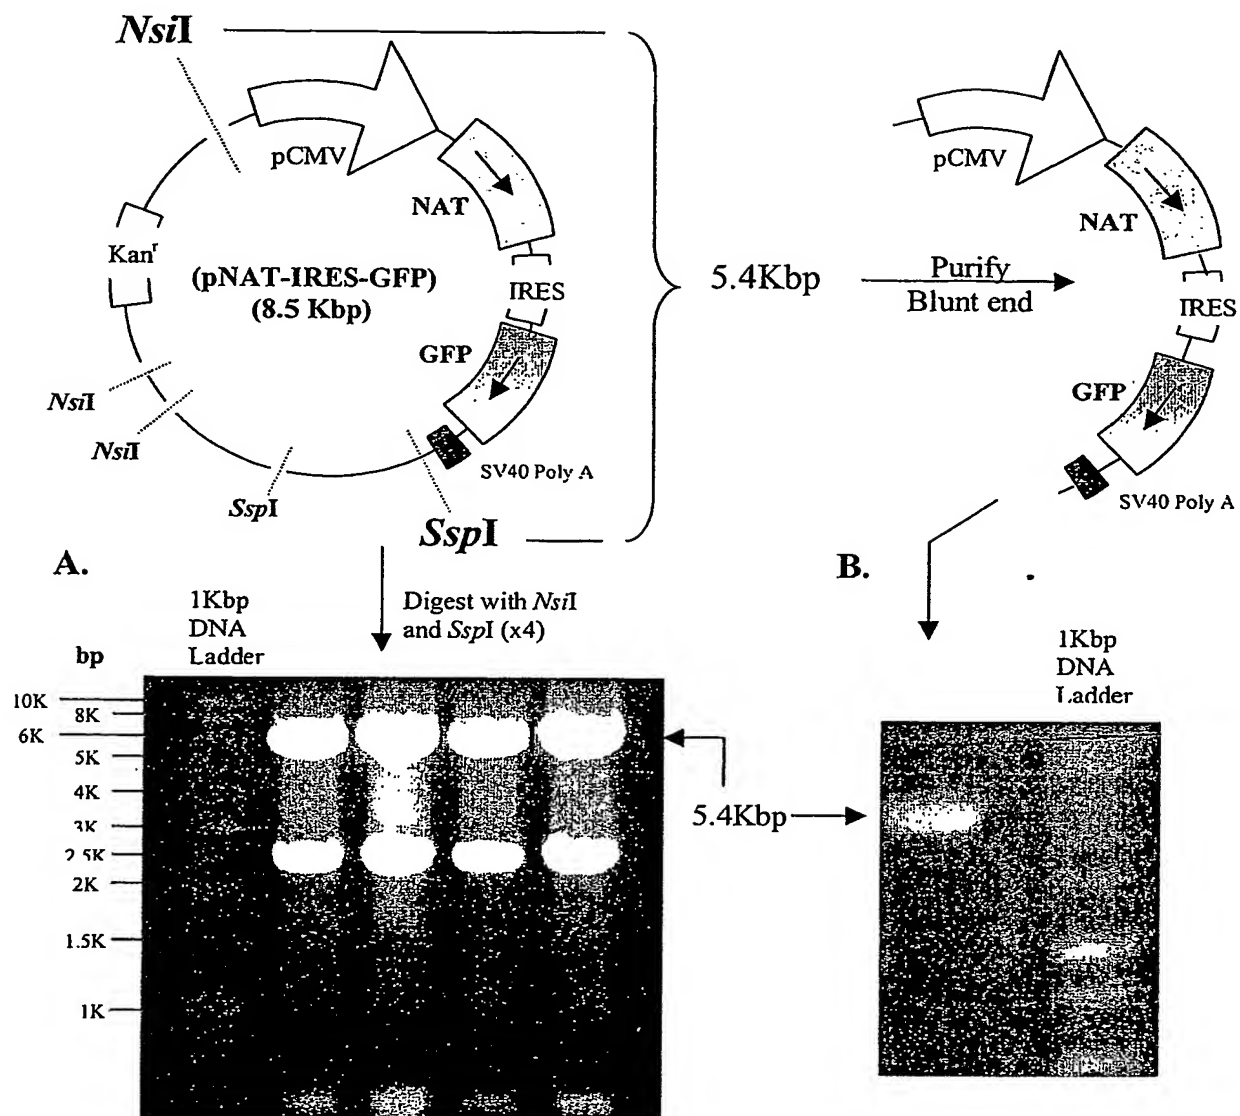 NsiI
pCMV
NAT
Kanr
(pNAT-IRES-GFP)
(8.5 Kbp)
IRES
GFP
NsiI
NsiI
SspI
SV40 Poly A
SspI
5.4Kbp
Purify
Blunt end
pCMV
NAT
IRES
GFP
SV40 Poly A
A.
1Kbp
DNA
Ladder
Digest with NsiI
and SspI (x4)
bp
10K
8K
6K
5K
4K
3K
2.5K
2K
1.5K
1K
5.4Kbp
B.
1Kbp
DNA
Ladder